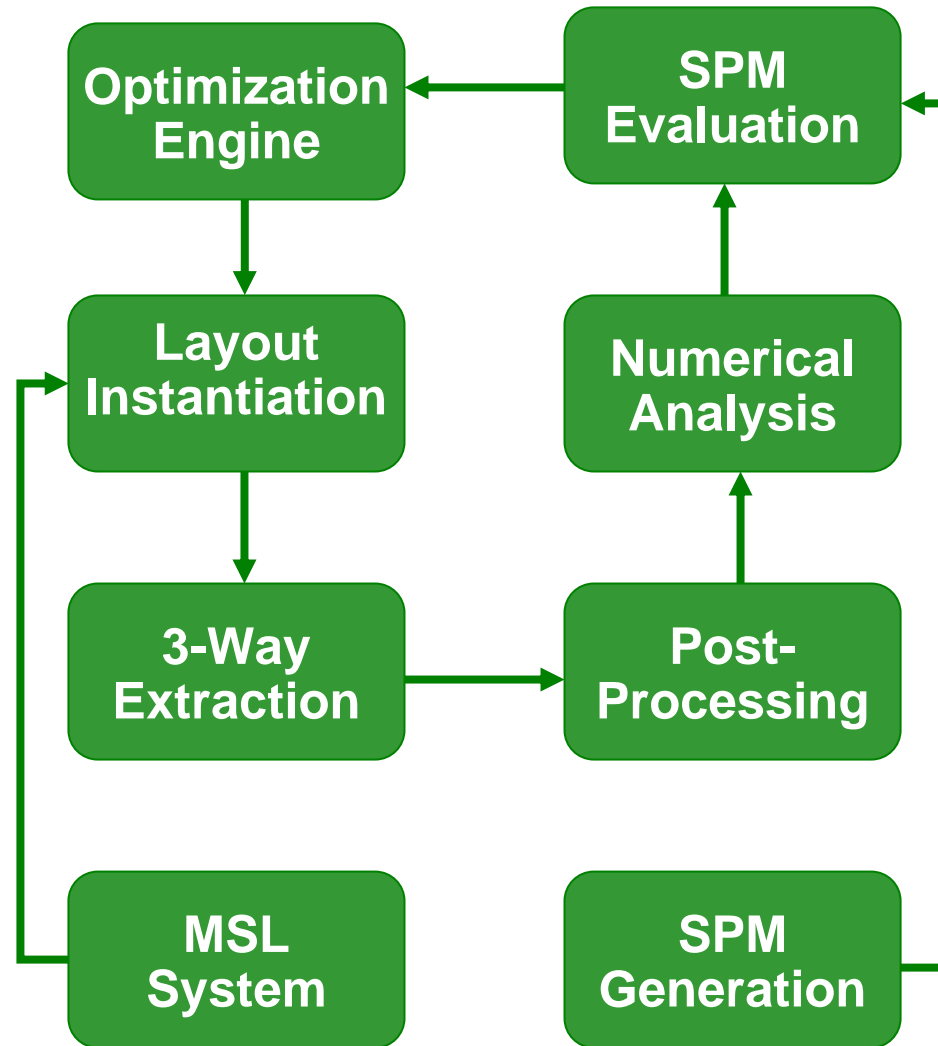 Optimization
Engine
SPM
Evaluation
Layout
Instantiation
Numerical
Analysis
3-Way
Extraction
Post-
Processing
MSL
System
SPM
Generation